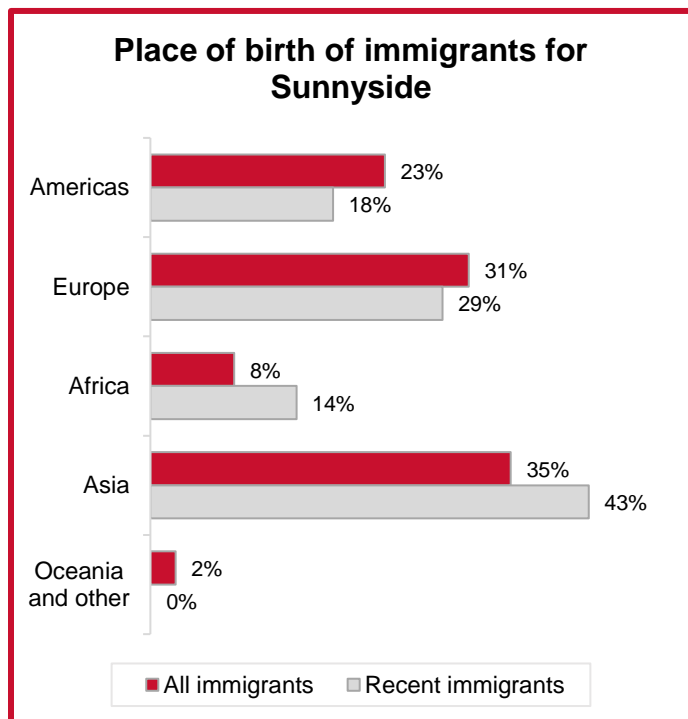 Place of birth of immigrants for
Sunnyside
Americas
23%
18%
Europe
31%
29%
Africa
8%
14%
Asia
35%
43%
Oceania
and other
2%
0%
All immigrants
Recent immigrants